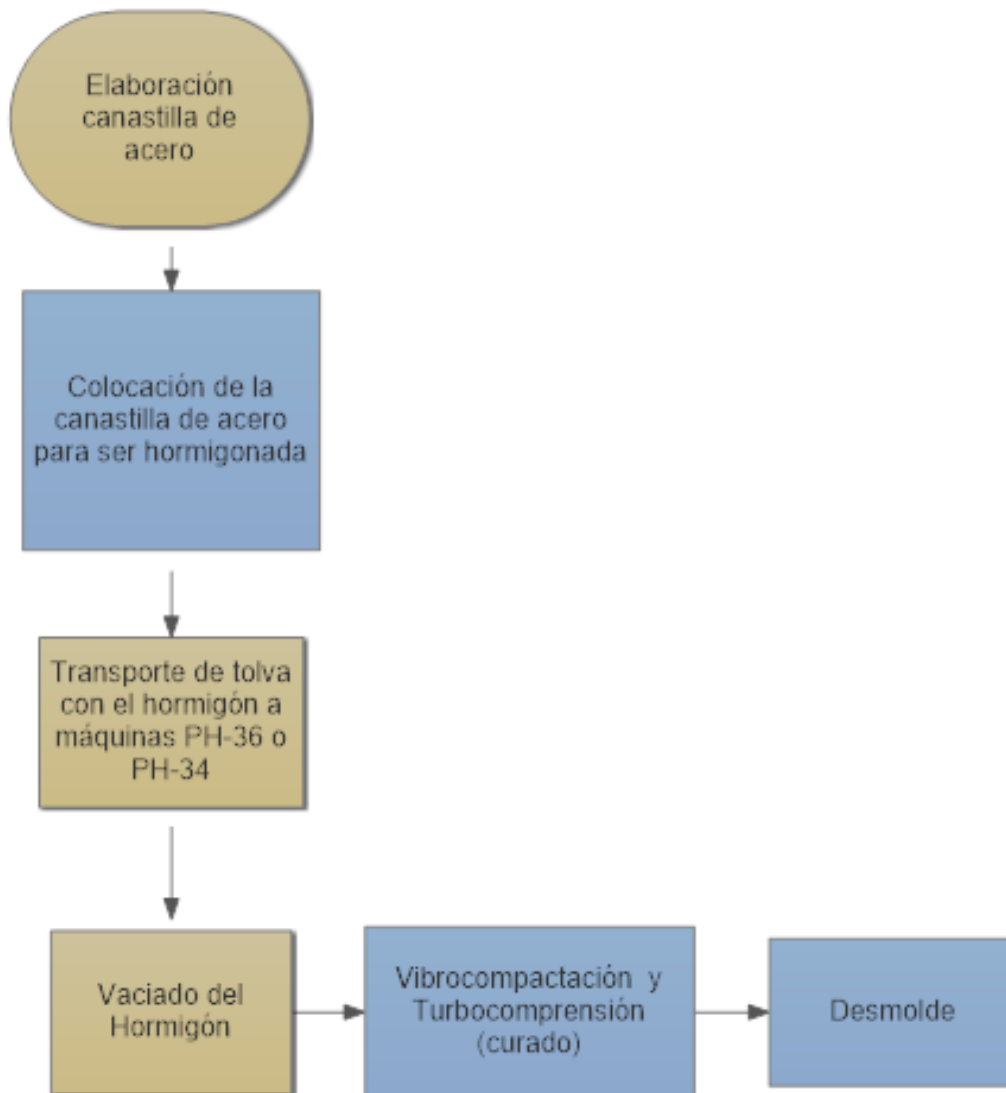 Elaboración
canastilla de
acero
Colocación de la
canastilla de acero
para ser hormigonada
Transporte de tolva
con el hormigón a
máquinas PH-36 o
PH-34
Vaciado del
Hormigón
Vibrocompactación y
Turbocomprensión
(curado)
Desmolde